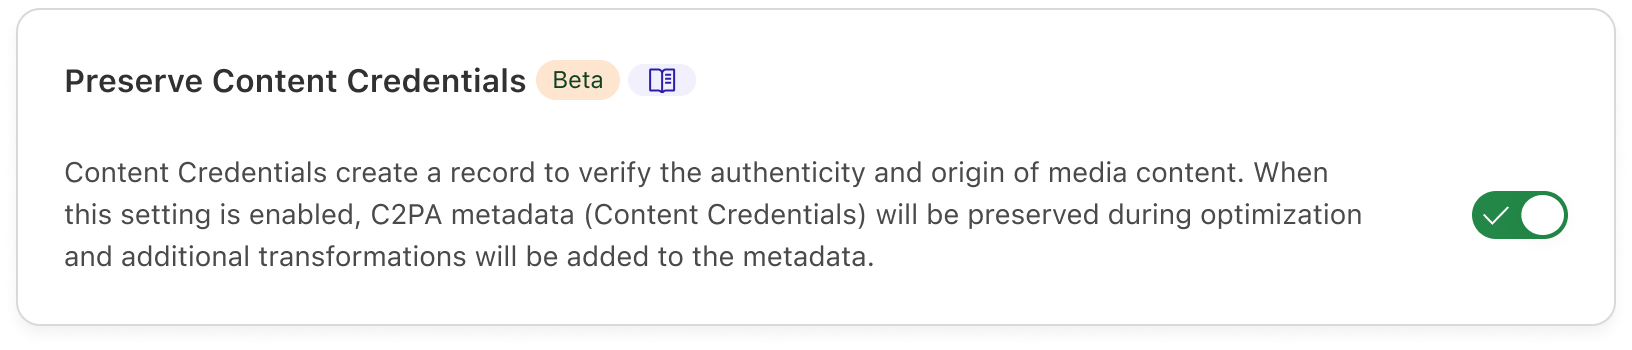 Preserve Content Credentials Beta
Content Credentials create a record to verify the authenticity and origin of media content. When
this setting is enabled, C2PA metadata (Content Credentials) will be preserved during optimization
and additional transformations will be added to the metadata.